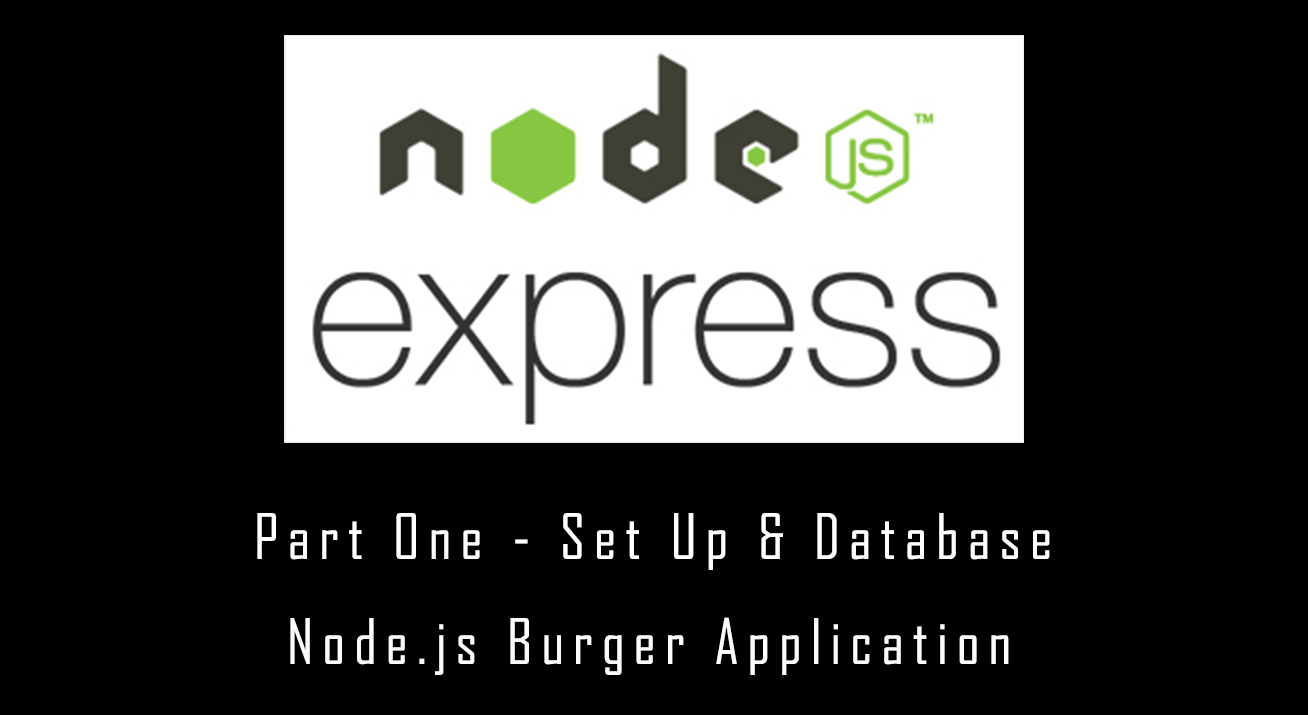 node JS™
express
Part One - Set Up & Database
Node.js Burger Application